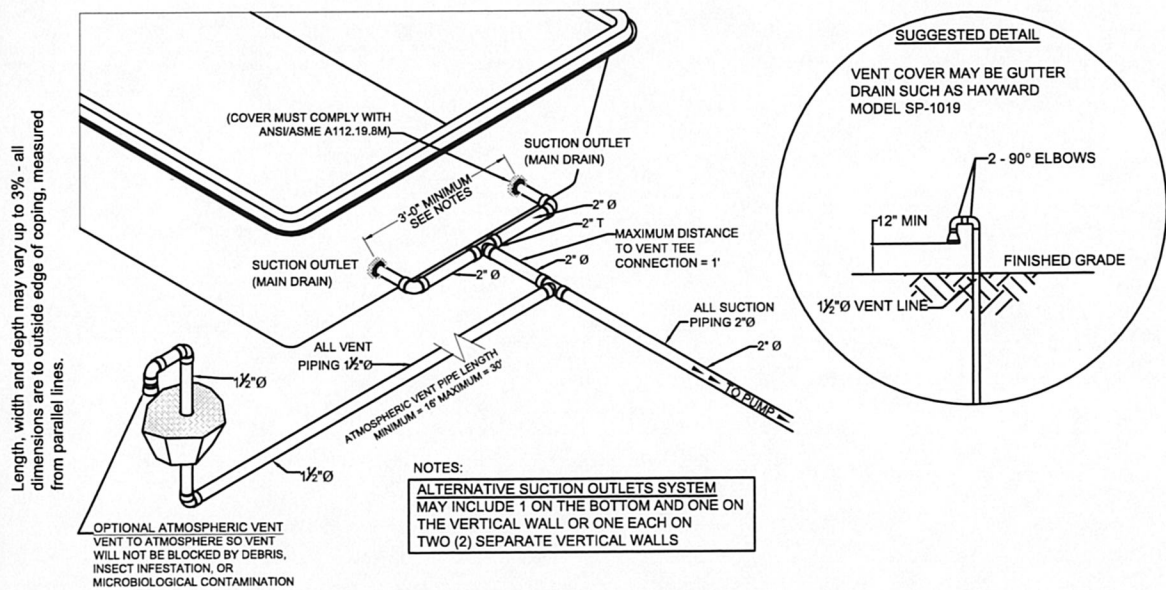 Length, width and depth may vary up to 3% - all
dimensions are to outside edge of coping, measured
from parallel lines.
(COVER MUST COMPLY WITH
ANSI/ASME A112.19.8M)
SUCTION OUTLET
(MAIN DRAIN)
3'-0" MINIMUM
SEE NOTES
2" Ø
2" T
MAXIMUM DISTANCE
TO VENT TEE
CONNECTION = 1'
SUCTION OUTLET
(MAIN DRAIN)
2" Ø
2" Ø
ALL SUCTION
PIPING 2"Ø
2" Ø
TO PUMP
ALL VENT
PIPING 1½"Ø
ATMOSPHERIC VENT PIPE LENGTH
MINIMUM = 16' MAXIMUM = 30'
1½"Ø
1½"Ø
OPTIONAL ATMOSPHERIC VENT
VENT TO ATMOSPHERE SO VENT
WILL NOT BE BLOCKED BY DEBRIS,
INSECT INFESTATION, OR
MICROBIOLOGICAL CONTAMINATION
NOTES:
ALTERNATIVE SUCTION OUTLETS SYSTEM
MAY INCLUDE 1 ON THE BOTTOM AND ONE ON
THE VERTICAL WALL OR ONE EACH ON
TWO (2) SEPARATE VERTICAL WALLS
SUGGESTED DETAIL
VENT COVER MAY BE GUTTER
DRAIN SUCH AS HAYWARD
MODEL SP-1019
2 - 90° ELBOWS
12" MIN
FINISHED GRADE
1½"Ø VENT LINE